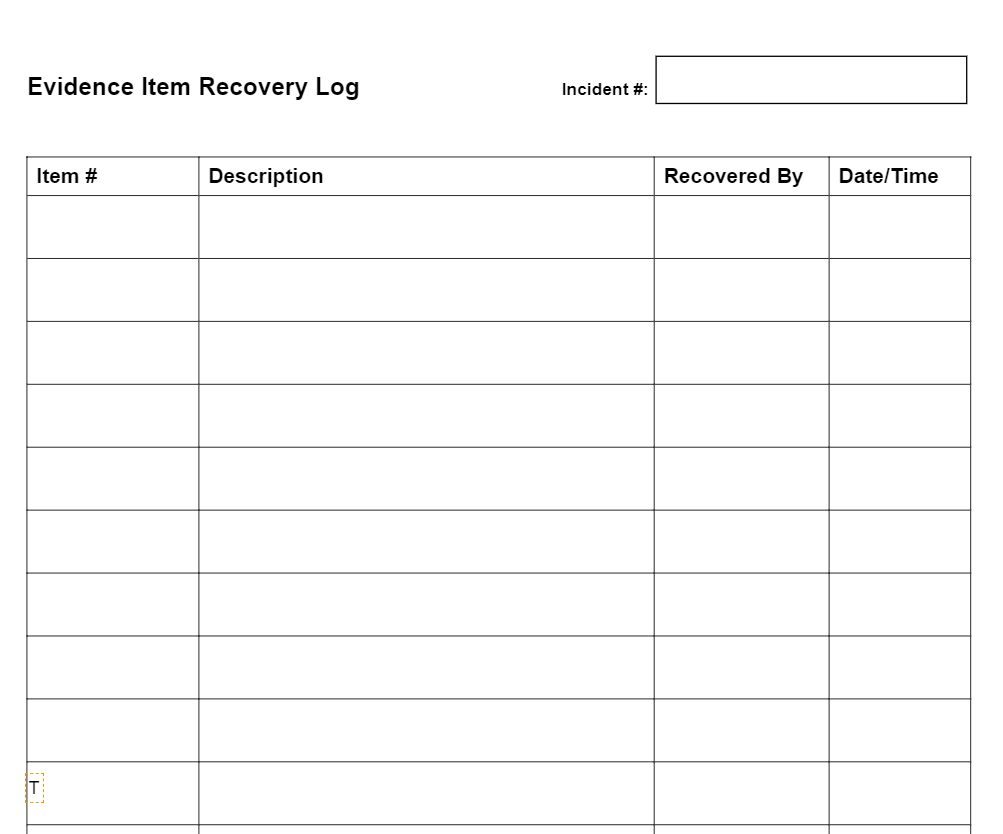 Evidence Item Recovery Log
Incident #:
Item # Description Recovered By Date/Time
T